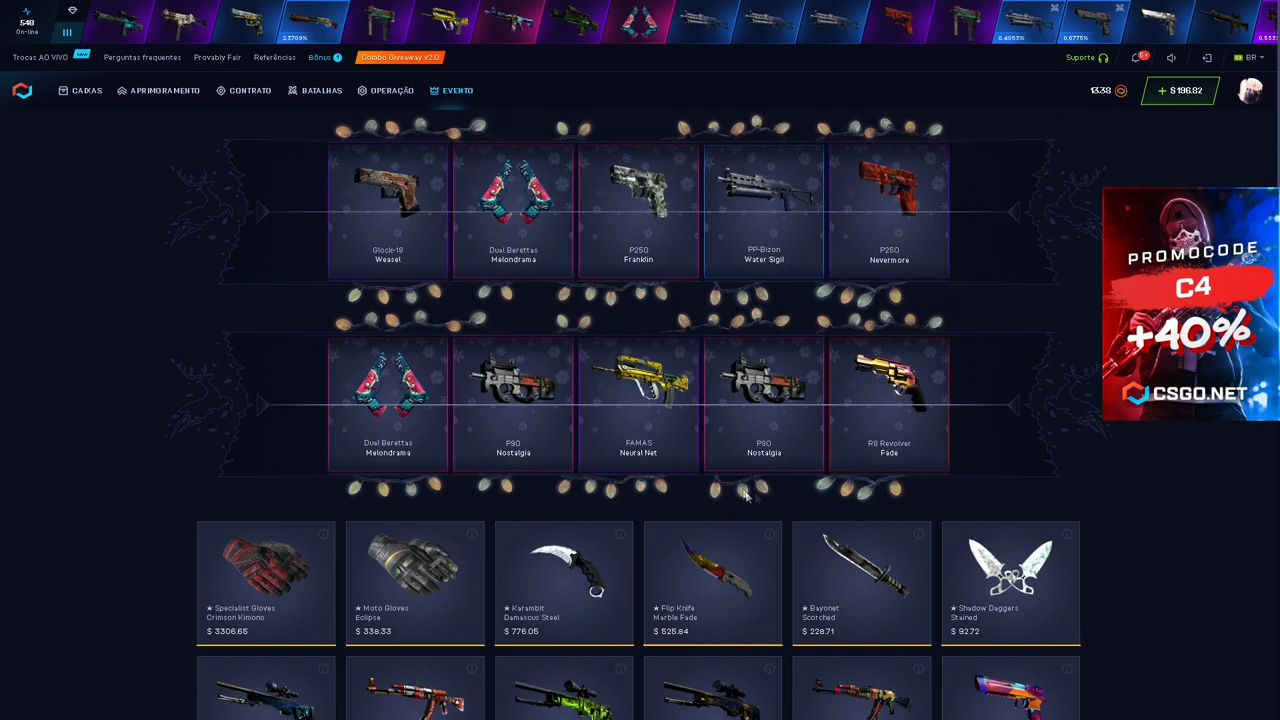 548
On-line
2.3709%
0.4053%
0.6775%
0.533
Trocas AO VIVO
NEW
Perguntas frequentes
Provably Fair
Referências
Bônus 1
Combo Giveaway v2.0
Suporte
5+
BR
CAIXAS
APRIMORAMENTO
CONTRATO
BATALHAS
OPERAÇÃO
EVENTO
13.38
+ $ 196.82
Glock-18
Weasel
Dual Berettas
Melondrama
P250
Franklin
PP-Bizon
Water Sigil
P250
Nevermore
PROMOCODE
C4
+40%
CSGO.NET
Dual Berettas
Melondrama
P90
Nostalgia
FAMAS
Neural Net
P90
Nostalgia
R8 Revolver
Fade
★ Specialist Gloves
Crimson Kimono
$ 3306.65
★ Moto Gloves
Eclipse
$ 339.33
★ Karambit
Damascus Steel
$ 776.05
★ Flip Knife
Marble Fade
$ 525.84
★ Bayonet
Scorched
$ 228.71
★ Shadow Daggers
Stained
$ 92.72